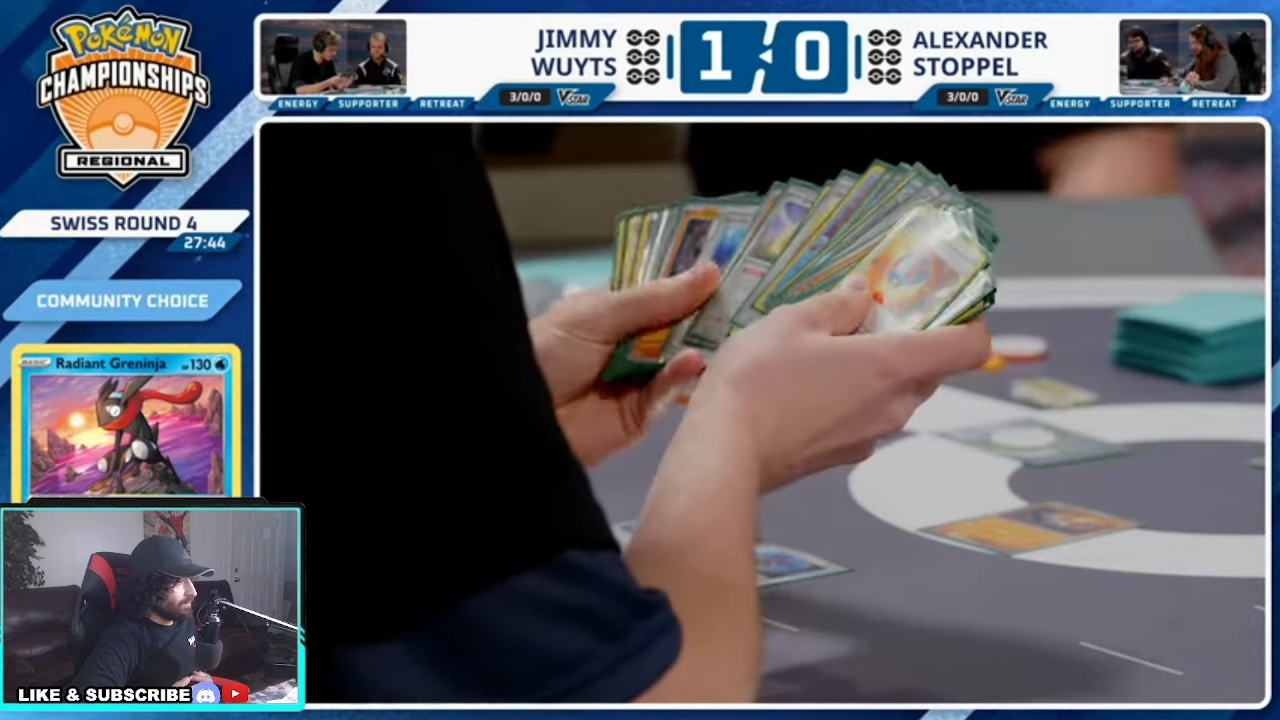 Pokémon
CHAMPIONSHIPS
REGIONAL
SWISS ROUND 4
27:44
COMMUNITY CHOICE
BASIC Radiant Greninja HP 130
JIMMY
WUYTS
1 0
ALEXANDER
STOPPEL
ENERGY SUPPORTER RETREAT
3/0/0 VSTAR
3/0/0 VSTAR
ENERGY SUPPORTER RETREAT
LIKE & SUBSCRIBE